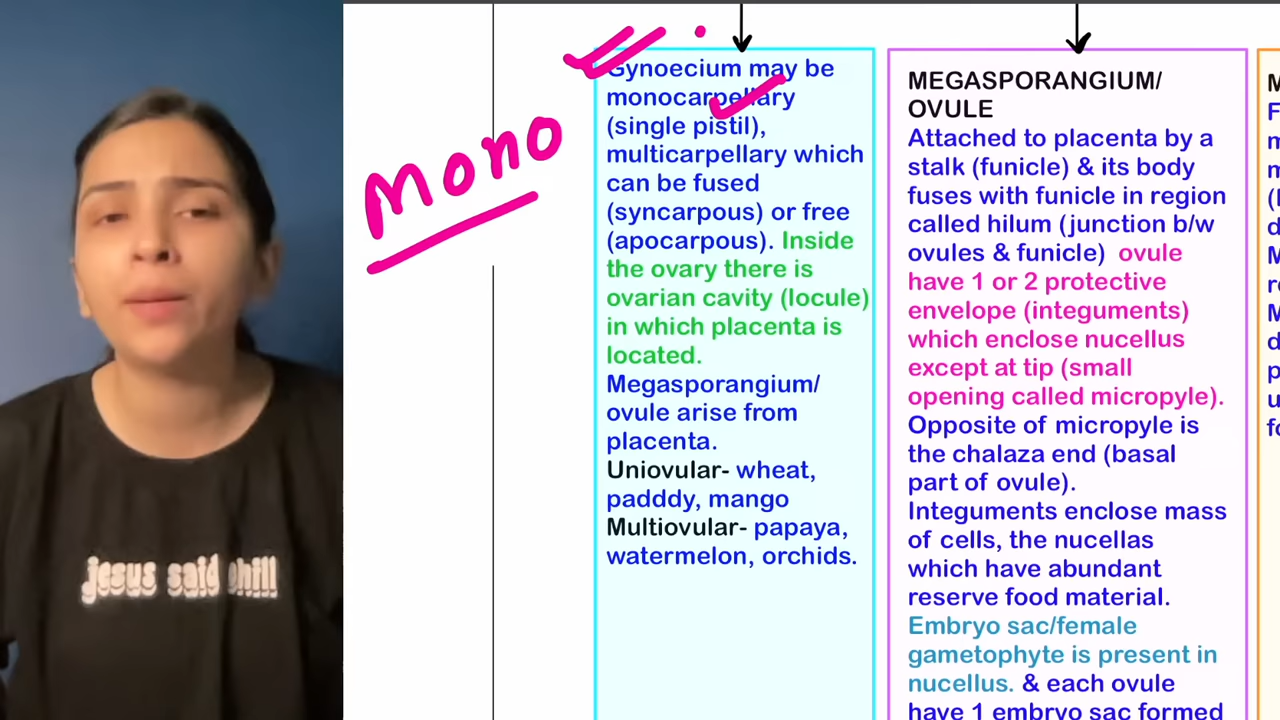 Mono
jesus said chill
Gynoecium may be
monocarpellary
(single pistil),
multicarpellary which
can be fused
(syncarpous) or free
(apocarpous). Inside
the ovary there is
ovarian cavity (locule)
in which placenta is
located.
Megasporangium/
ovule arise from
placenta.
Uniovular- wheat,
padddy, mango
Multiovular- papaya,
watermelon, orchids.
MEGASPORANGIUM/
OVULE
Attached to placenta by a
stalk (funicle) & its body
fuses with funicle in region
called hilum (junction b/w
ovules & funicle) ovule
have 1 or 2 protective
envelope (integuments)
which enclose nucellus
except at tip (small
opening called micropyle).
Opposite of micropyle is
the chalaza end (basal
part of ovule).
Integuments enclose mass
of cells, the nucellas
which have abundant
reserve food material.
Embryo sac/female
gametophyte is present in
nucellus. & each ovule
have 1 embryo sac formed